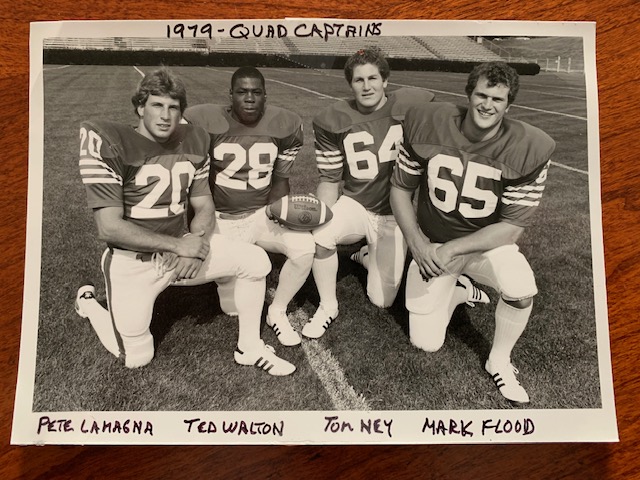 1979 - QUAD CAPTAINS
20 28 64 65
PETE LAMAGNA TED WALTON TOM NEY MARK FLOOD